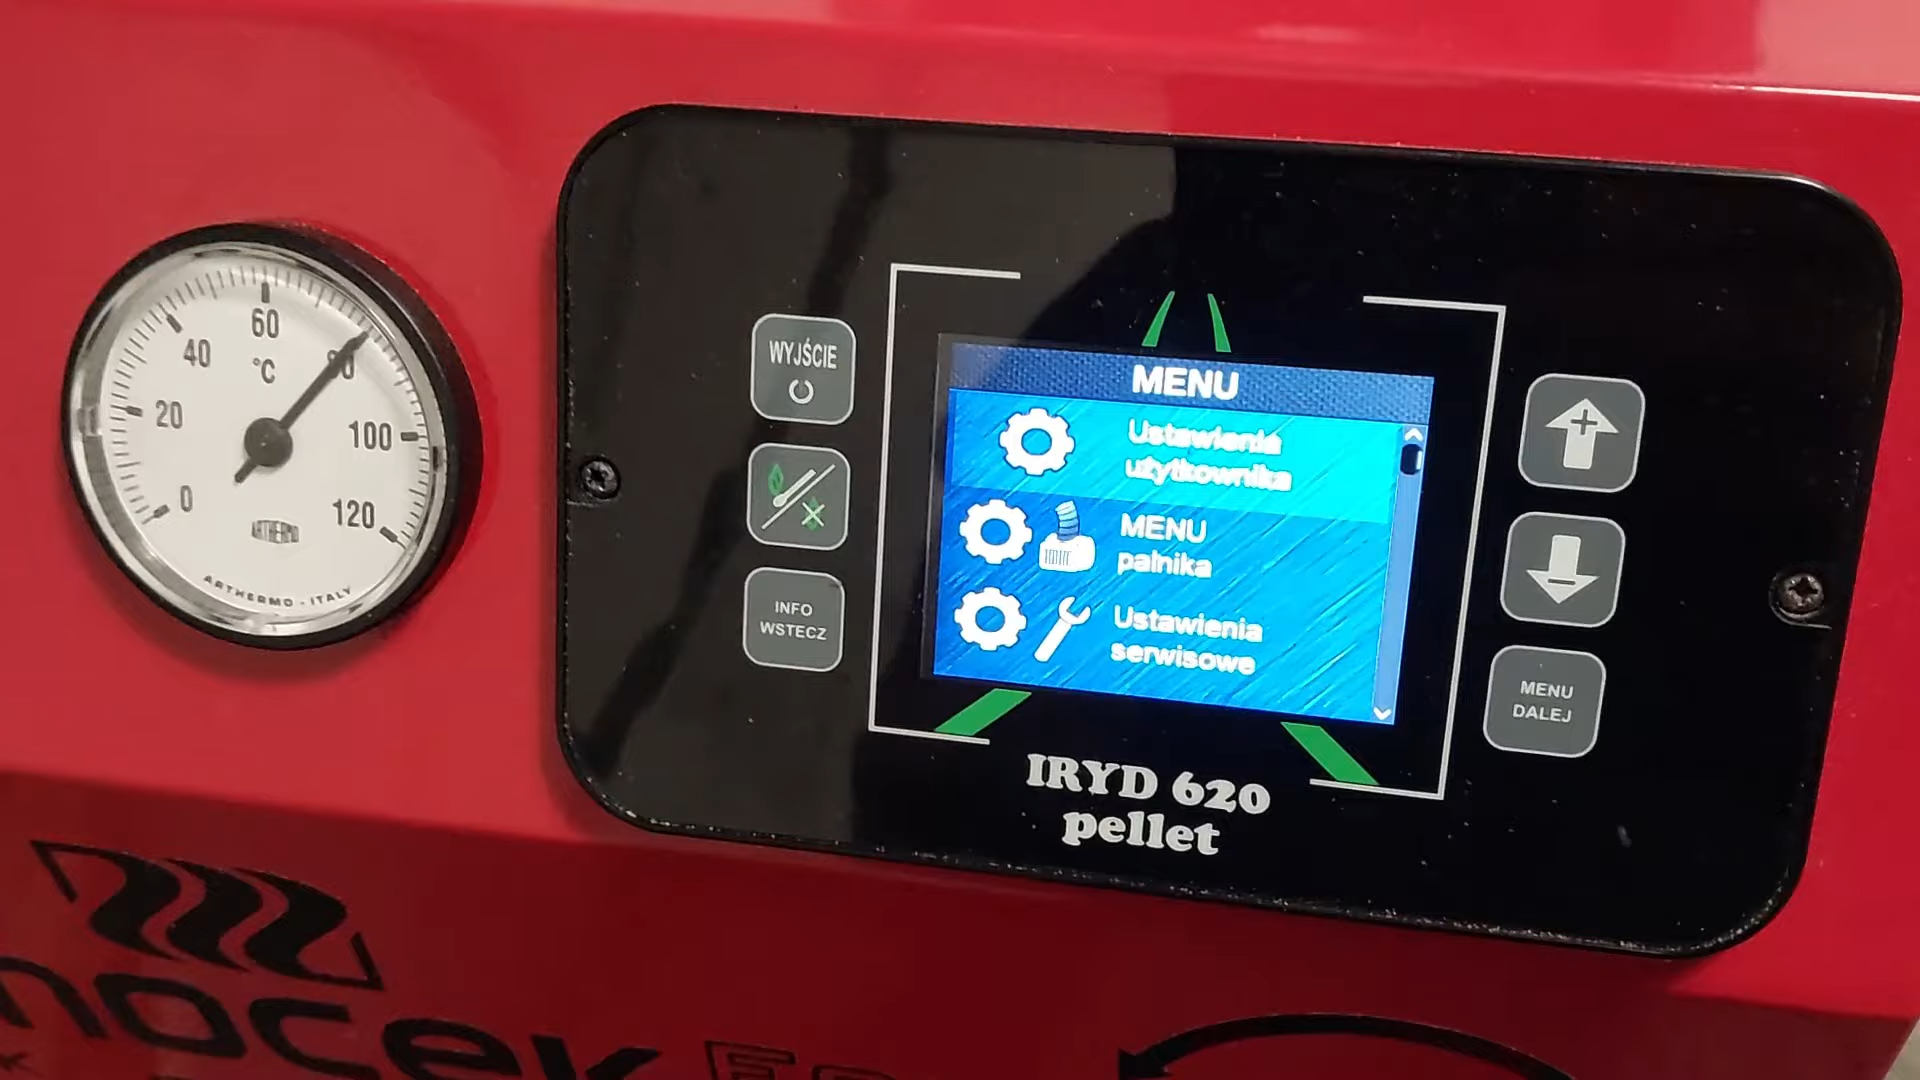 60
40
80
°C
20
100
0
120
ARTHERMO
ARTHERMO - ITALY
WYJŚCIE
INFO
WSTECZ
MENU
Ustawienia
użytkownika
MENU
palnika
Ustawienia
serwisowe
+
-
MENU
DALEJ
IRYD 620
pellet